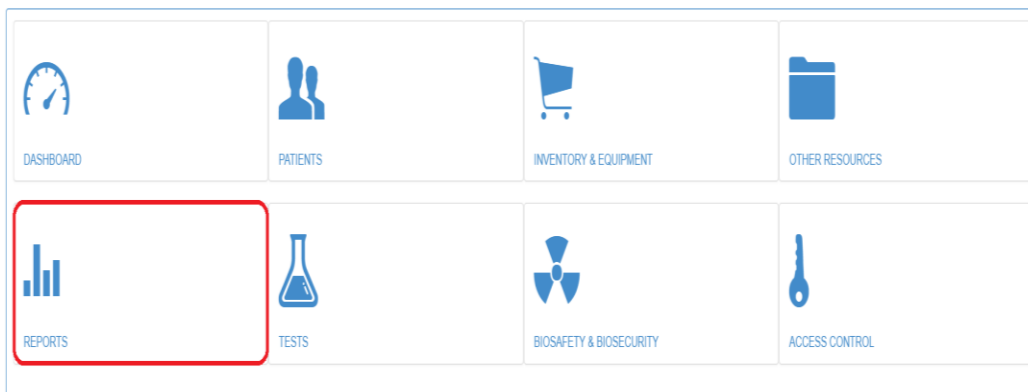 DASHBOARD
PATIENTS
INVENTORY & EQUIPMENT
OTHER RESOURCES
REPORTS
TESTS
BIOSAFETY & BIOSECURITY
ACCESS CONTROL